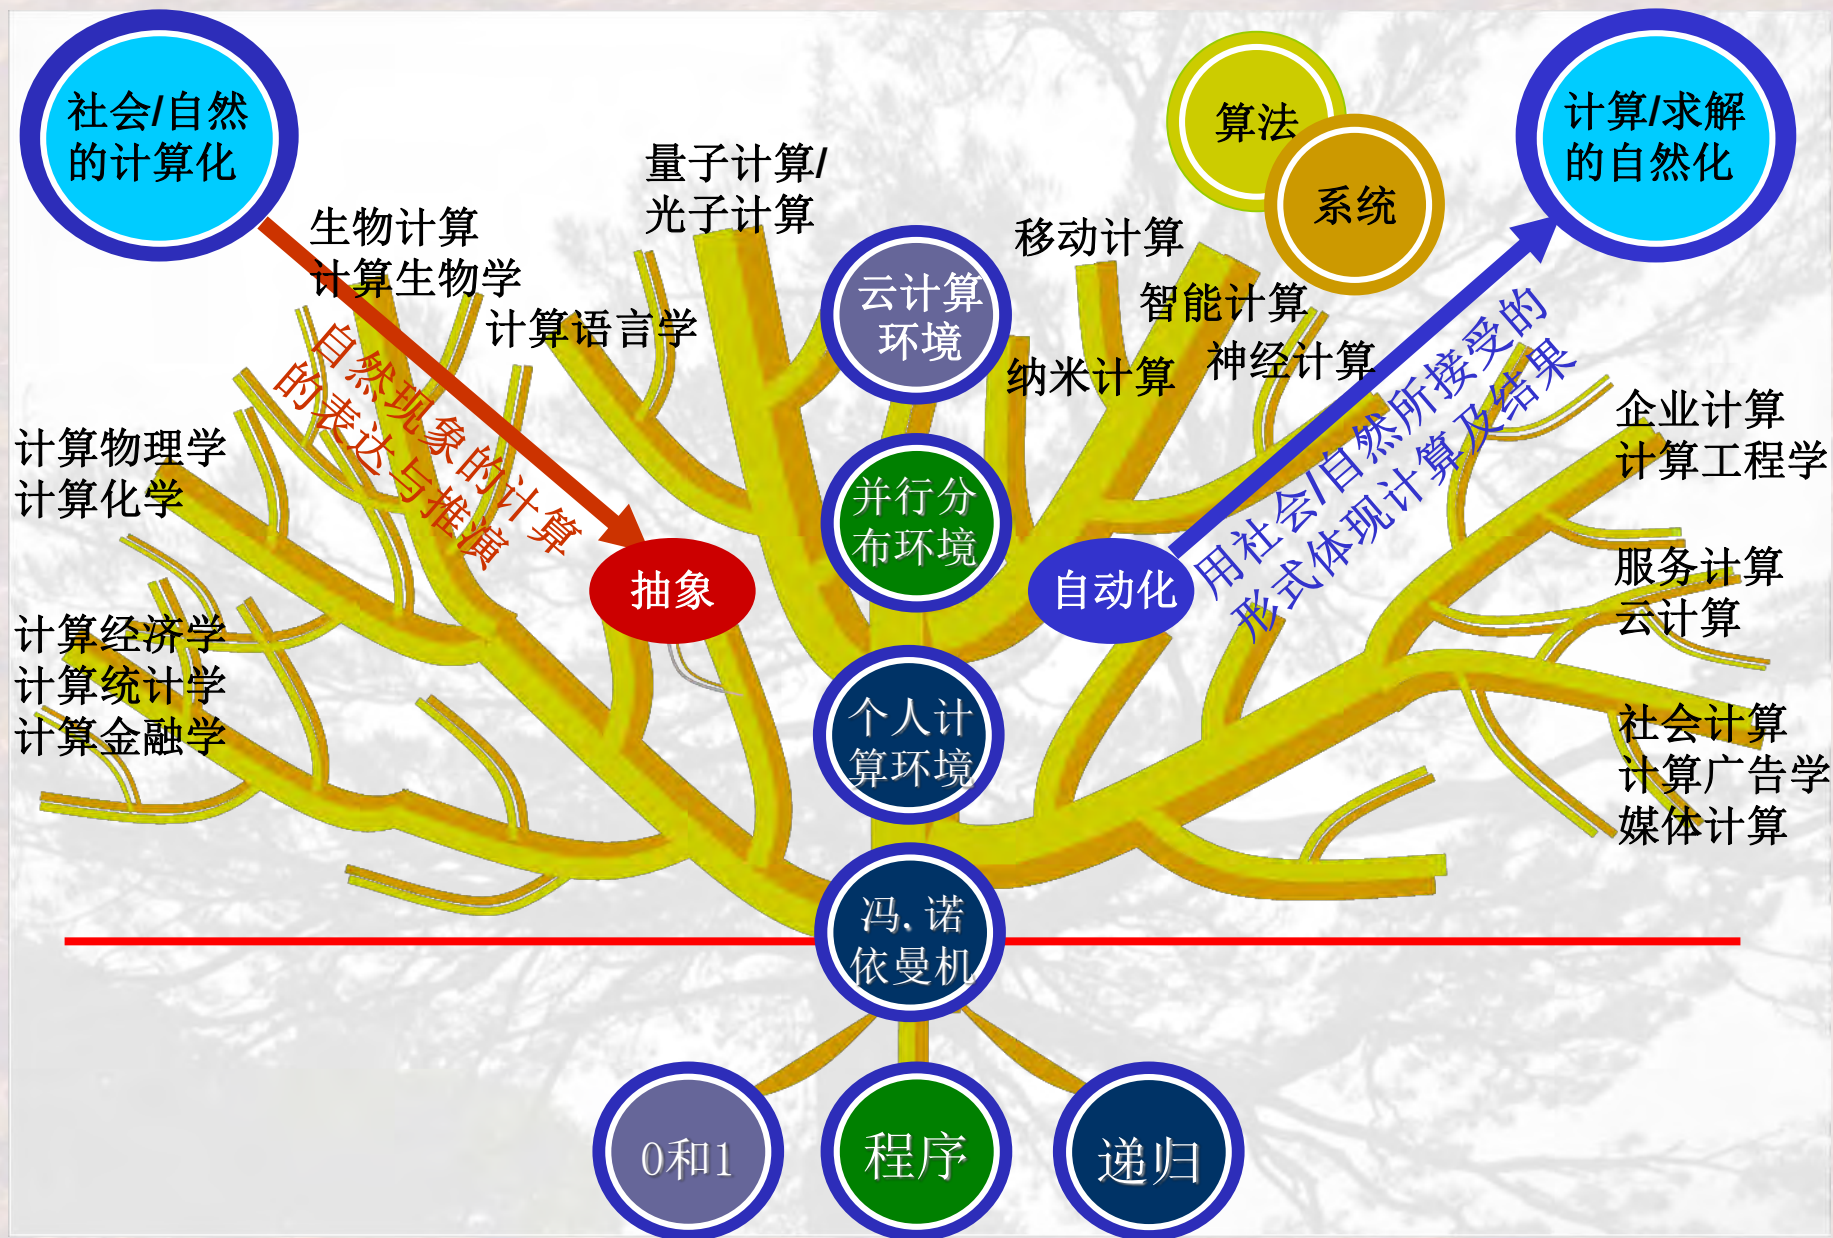 社会/自然
的计算化
算法
系统
计算/求解
的自然化
量子计算/
光子计算
生物计算
计算生物学
计算语言学
移动计算
智能计算
纳米计算
神经计算
云计算
环境
自然现象的计算
的表达与推演
用社会/自然所接受的
形式体现计算及结果
计算物理学
计算化学
企业计算
计算工程学
并行分
布环境
抽象
自动化
服务计算
云计算
计算经济学
计算统计学
计算金融学
个人计
算环境
社会计算
计算广告学
媒体计算
冯.诺
依曼机
0和1
程序
递归